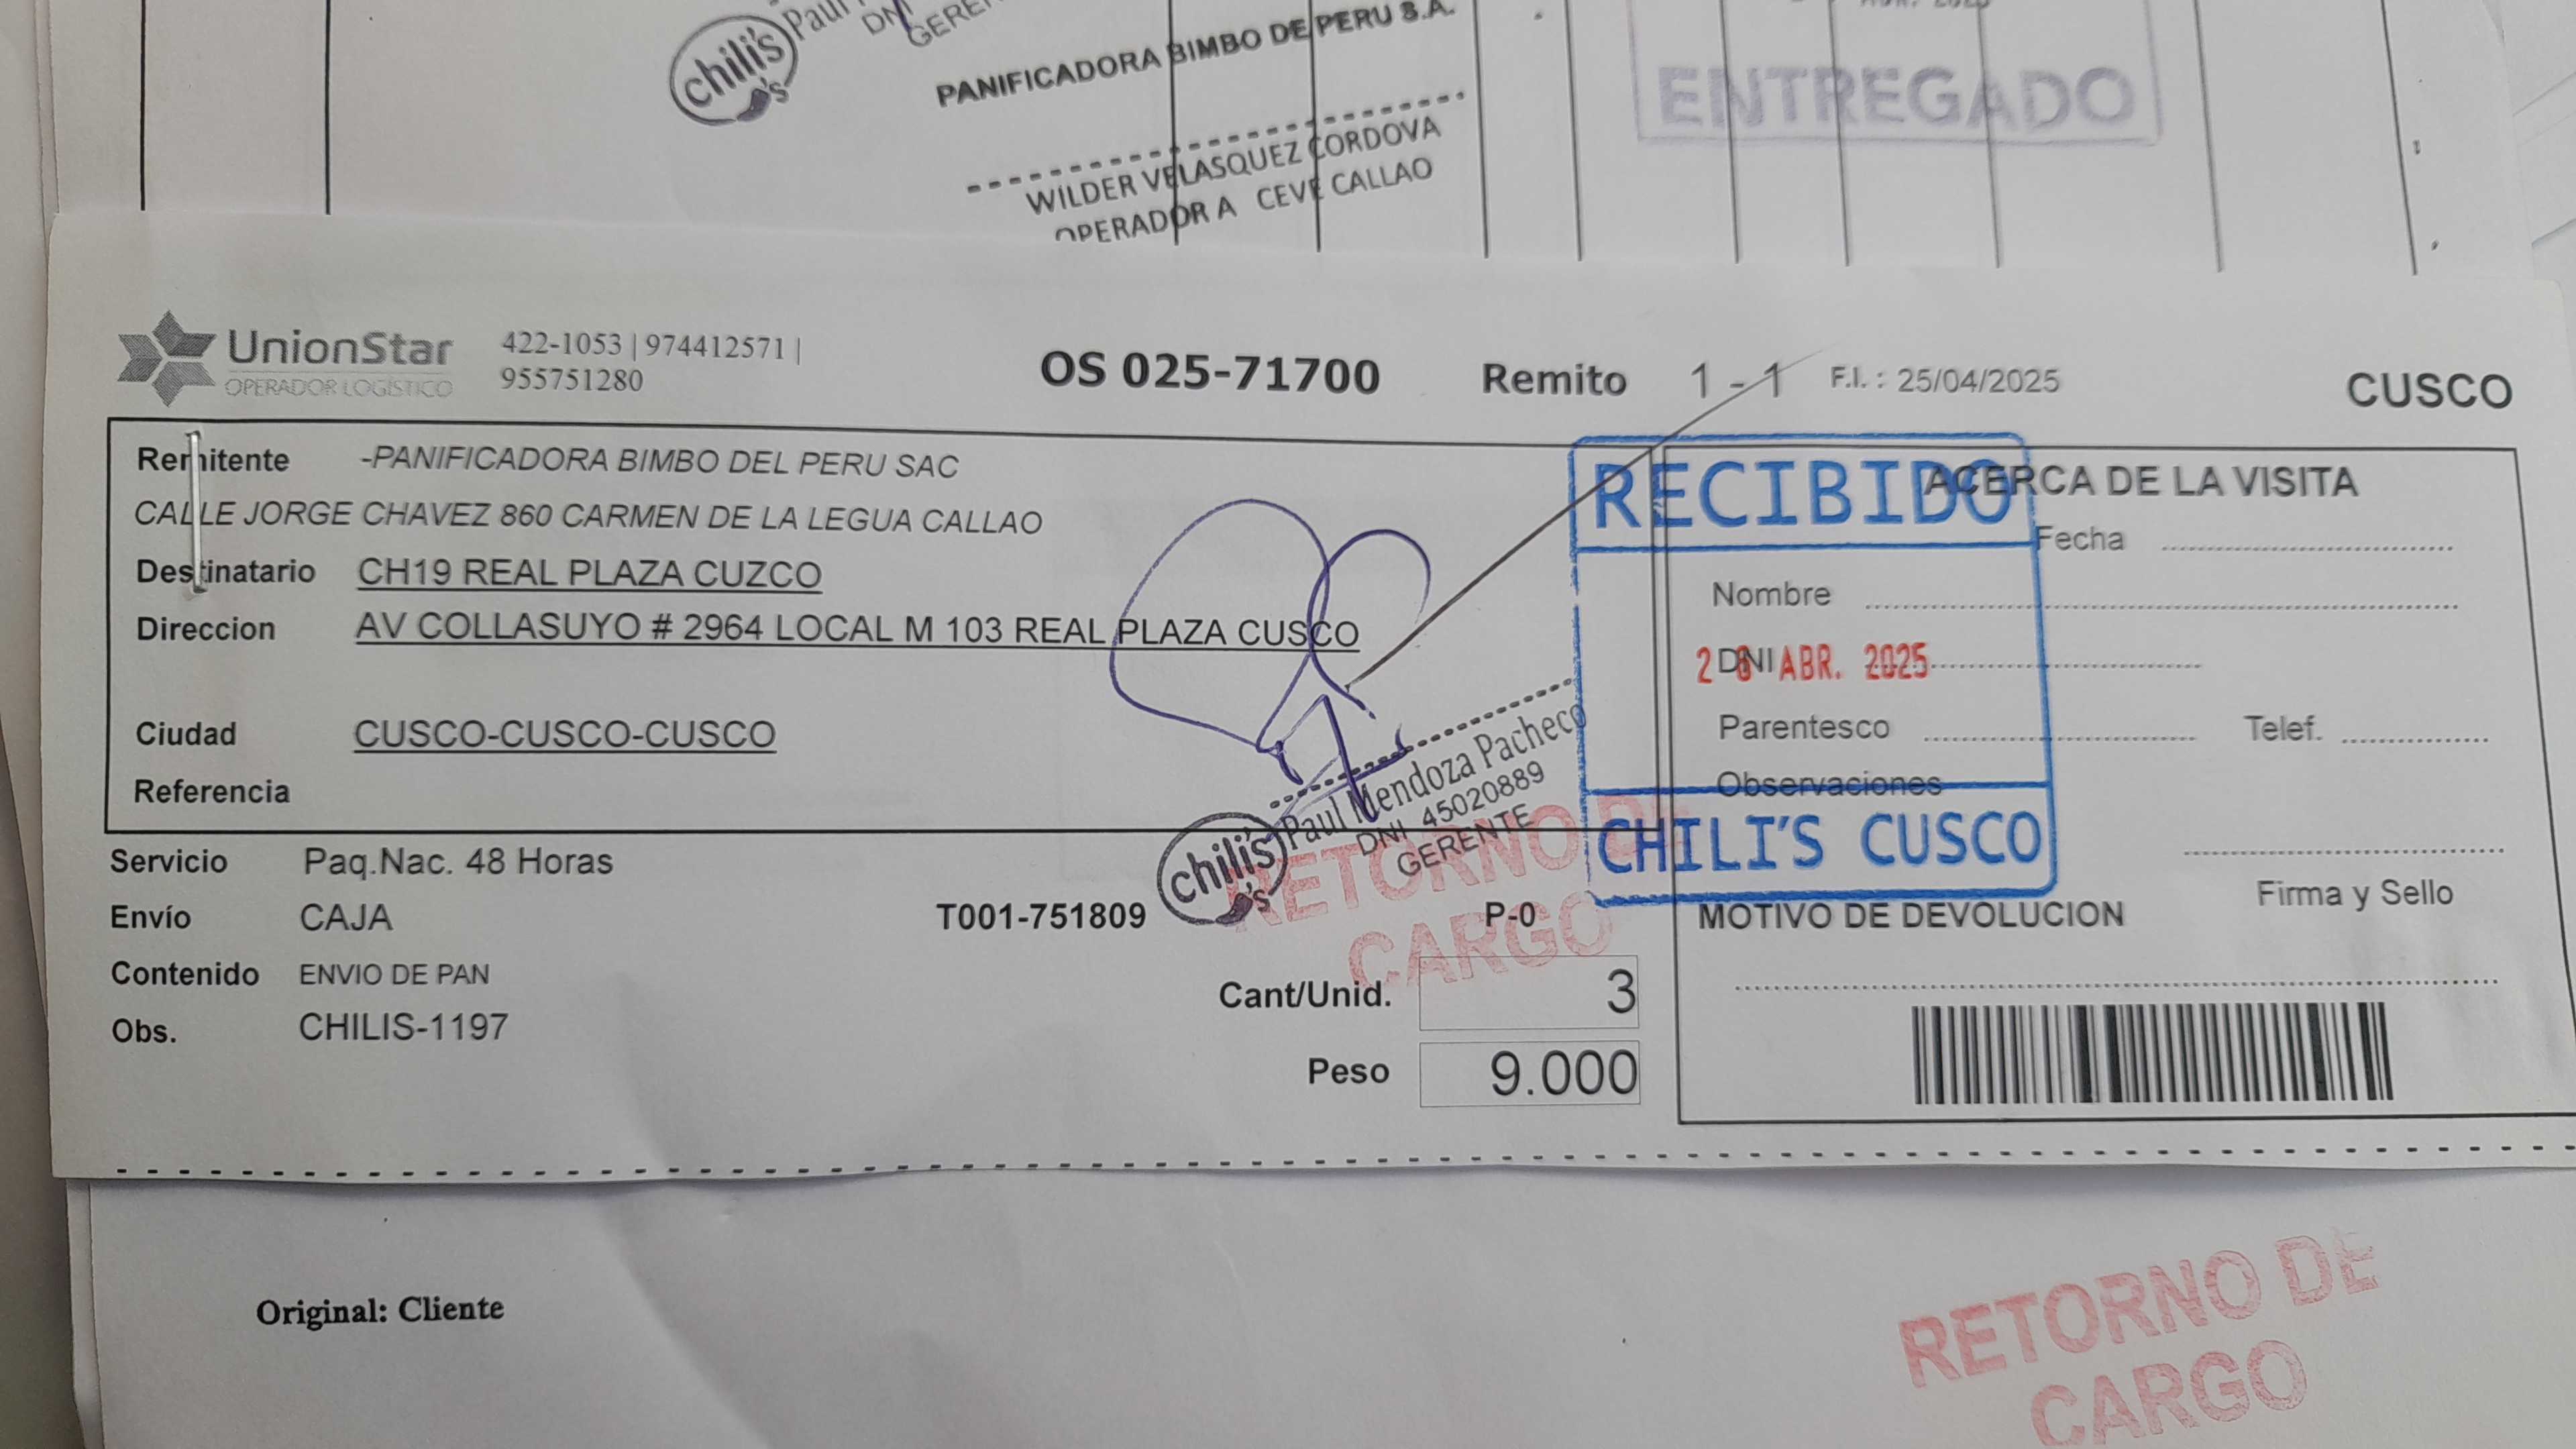 chili's
Paul
DNI
GERE
PANIFICADORA BIMBO DE PERU S.A.
WILDER VELASQUEZ CORDOVA
OPERADOR A CEVE CALLAO
ENTREGADO
UnionStar
OPERADOR LOGÍSTICO
422-1053 | 974412571 |
955751280
OS 025-71700
Remito 1 - 1
F.I. : 25/04/2025
CUSCO
Remitente -PANIFICADORA BIMBO DEL PERU SAC
CALLE JORGE CHAVEZ 860 CARMEN DE LA LEGUA CALLAO
Destinatario CH19 REAL PLAZA CUZCO
Direccion AV COLLASUYO # 2964 LOCAL M 103 REAL PLAZA CUSCO
Ciudad CUSCO-CUSCO-CUSCO
Referencia
Servicio Paq.Nac. 48 Horas
Envío CAJA
T001-751809
P-0
Contenido ENVIO DE PAN
Obs. CHILIS-1197
Cant/Unid. 3
Peso 9.000
chili's
Paul Mendoza Pacheco
DNI 45020889
GERENTE
RETORNO DE
CARGO
RECIBIDO
ABR. 2025
CHILI'S CUSCO
ACERCA DE LA VISITA
Fecha
Nombre
DNI
Parentesco
Telef.
Observaciones
Firma y Sello
MOTIVO DE DEVOLUCION
Original: Cliente
RETORNO DE
CARGO